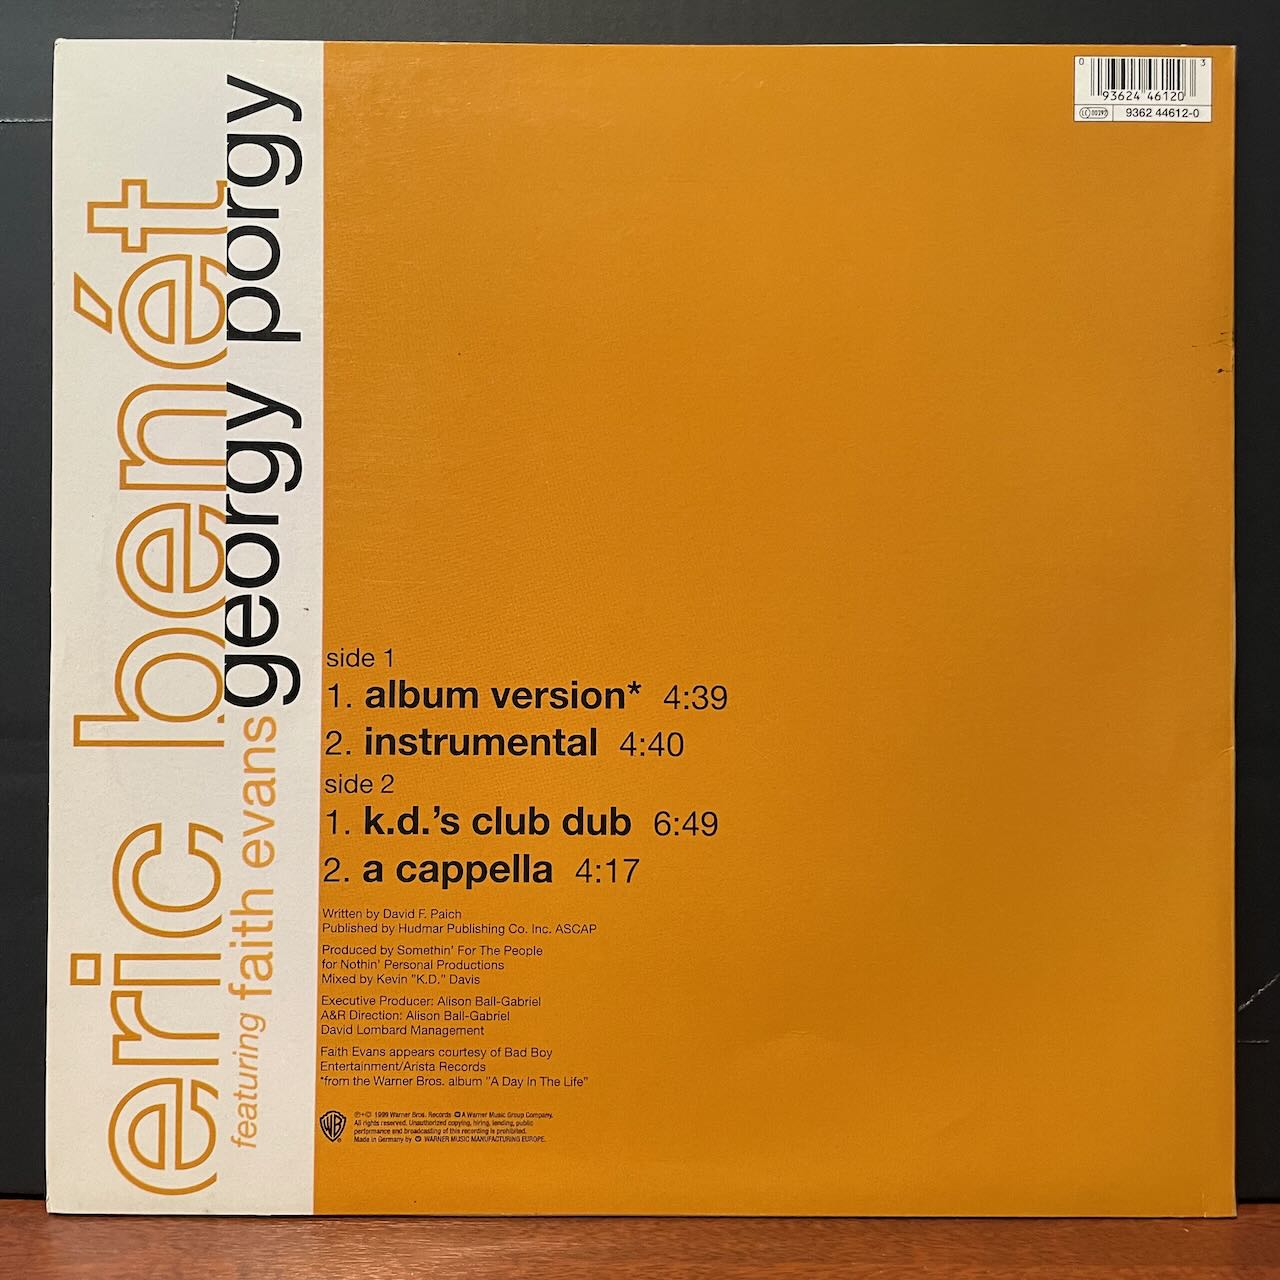 eric benét
georgy porgy
featuring faith evans
0 93624 46120 3
LC 00392
9362 44612-0
side 1
1. album version* 4:39
2. instrumental 4:40
side 2
1. k.d.'s club dub 6:49
2. a cappella 4:17
Written by David F. Paich
Published by Hudmar Publishing Co. Inc. ASCAP
Produced by Somethin' For The People
for Nothin' Personal Productions
Mixed by Kevin "K.D." Davis
Executive Producer: Alison Ball-Gabriel
A&R Direction: Alison Ball-Gabriel
David Lombard Management
Faith Evans appears courtesy of Bad Boy
Entertainment/Arista Records
*from the Warner Bros. album "A Day In The Life"
WB
℗+© 1999 Warner Bros. Records A Warner Music Group Company.
All rights reserved. Unauthorized copying, hiring, lending, public
performance and broadcasting of this recording is prohibited.
Made in Germany by WARNER MUSIC MANUFACTURING EUROPE.